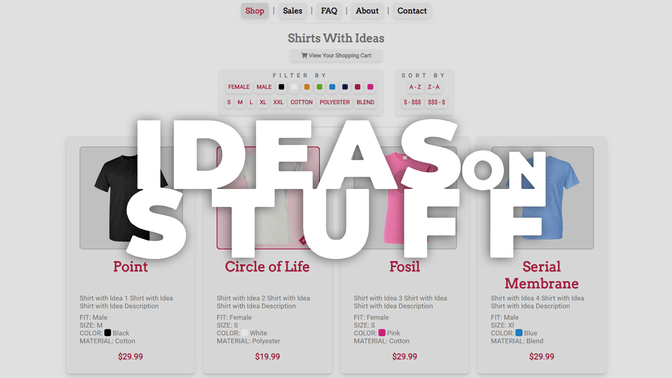 Shop | Sales | FAQ | About | Contact
Shirts With Ideas
View Your Shopping Cart
FILTER BY
FEMALE MALE
S M L XL XXL COTTON POLYESTER BLEND
SORT BY
A - Z Z - A
$ - $$$ $$$ - $
IDEAS ON
STUFF
Point
Shirt with Idea 1 Shirt with Idea
Shirt with Idea Description
FIT: Male
SIZE: M
COLOR: Black
MATERIAL: Cotton
$29.99
Circle of Life
Shirt with Idea 2 Shirt with Idea
Shirt with Idea Description
FIT: Female
SIZE: S
COLOR: White
MATERIAL: Polyester
$19.99
Fosil
Shirt with Idea 3 Shirt with Idea
Shirt with Idea Description
FIT: Female
SIZE: S
COLOR: Pink
MATERIAL: Cotton
$29.99
Serial
Membrane
Shirt with Idea 4 Shirt with Idea
Shirt with Idea Description
FIT: Male
SIZE: Xl
COLOR: Blue
MATERIAL: Blend
$29.99